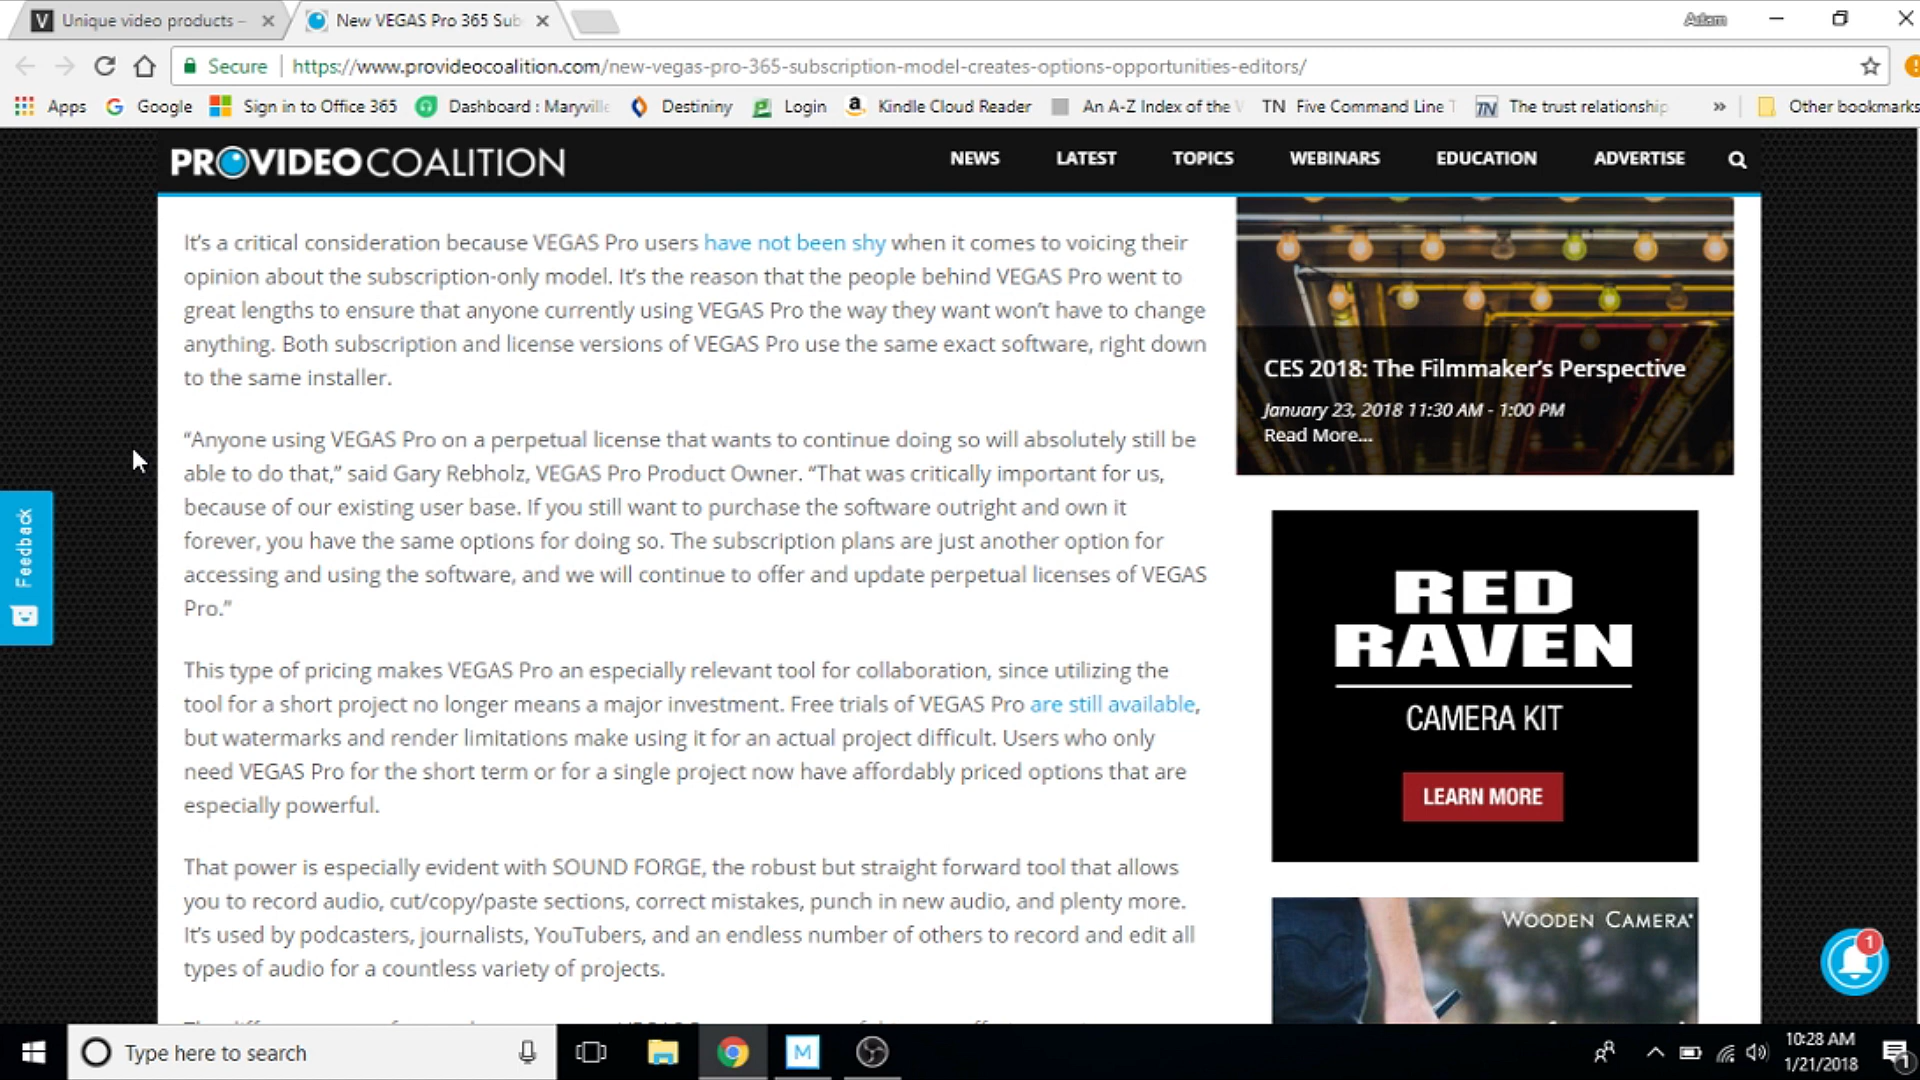 Unique video products –
New VEGAS Pro 365 Sub
Adam
Secure
https://www.provideocoalition.com/new-vegas-pro-365-subscription-model-creates-options-opportunities-editors/
Apps
Google
Sign in to Office 365
Dashboard : Maryville
Destininy
Login
Kindle Cloud Reader
An A-Z Index of the
TN Five Command Line
The trust relationship
»
Other bookmarks
PROVIDEO COALITION
NEWS
LATEST
TOPICS
WEBINARS
EDUCATION
ADVERTISE
It’s a critical consideration because VEGAS Pro users have not been shy when it comes to voicing their
opinion about the subscription-only model. It’s the reason that the people behind VEGAS Pro went to
great lengths to ensure that anyone currently using VEGAS Pro the way they want won’t have to change
anything. Both subscription and license versions of VEGAS Pro use the same exact software, right down
to the same installer.
“Anyone using VEGAS Pro on a perpetual license that wants to continue doing so will absolutely still be
able to do that,” said Gary Rebholz, VEGAS Pro Product Owner. “That was critically important for us,
because of our existing user base. If you still want to purchase the software outright and own it
forever, you have the same options for doing so. The subscription plans are just another option for
accessing and using the software, and we will continue to offer and update perpetual licenses of VEGAS
Pro.”
This type of pricing makes VEGAS Pro an especially relevant tool for collaboration, since utilizing the
tool for a short project no longer means a major investment. Free trials of VEGAS Pro are still available,
but watermarks and render limitations make using it for an actual project difficult. Users who only
need VEGAS Pro for the short term or for a single project now have affordably priced options that are
especially powerful.
That power is especially evident with SOUND FORGE, the robust but straight forward tool that allows
you to record audio, cut/copy/paste sections, correct mistakes, punch in new audio, and plenty more.
It’s used by podcasters, journalists, YouTubers, and an endless number of others to record and edit all
types of audio for a countless variety of projects.
CES 2018: The Filmmaker’s Perspective
January 23, 2018 11:30 AM - 1:00 PM
Read More...
RED
RAVEN
CAMERA KIT
LEARN MORE
WOODEN CAMERA
Feedback
1
Type here to search
M
10:28 AM
1/21/2018
1